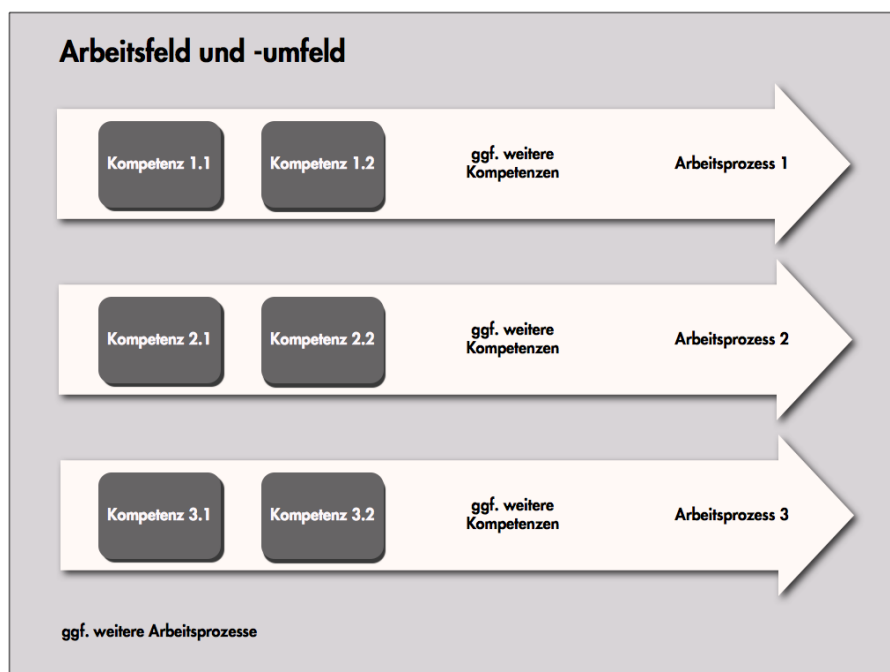 Arbeitsfeld und -umfeld
Kompetenz 1.1
Kompetenz 1.2
ggf. weitere
Kompetenzen
Arbeitsprozess 1
Kompetenz 2.1
Kompetenz 2.2
ggf. weitere
Kompetenzen
Arbeitsprozess 2
Kompetenz 3.1
Kompetenz 3.2
ggf. weitere
Kompetenzen
Arbeitsprozess 3
ggf. weitere Arbeitsprozesse